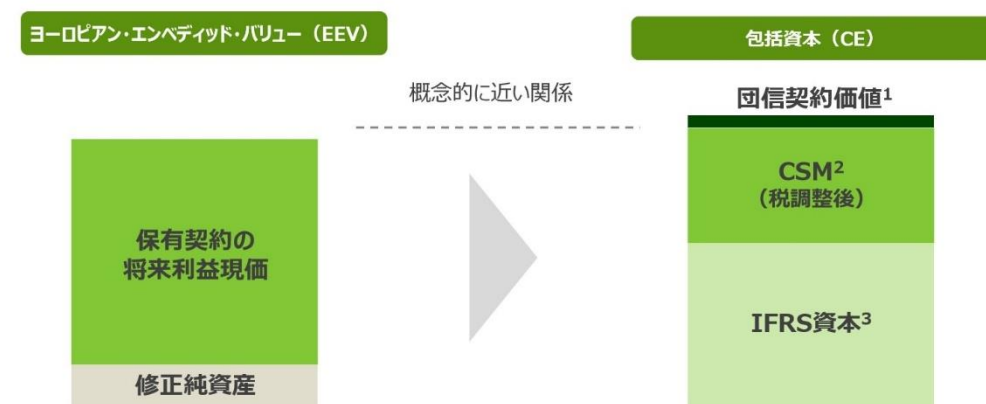 ヨーロピアン・エンベディッド・バリュー（EEV）
包括資本（CE）
概念的に近い関係
団信契約価値1
CSM2
（税調整後）
保有契約の
将来利益現価
IFRS資本3
修正純資産